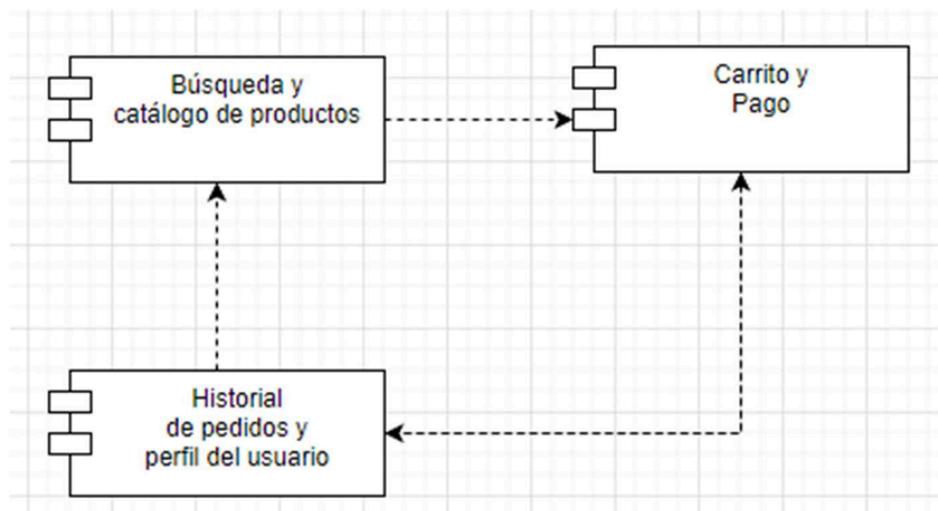 Búsqueda y
catálogo de productos
Carrito y
Pago
Historial
de pedidos y
perfil del usuario